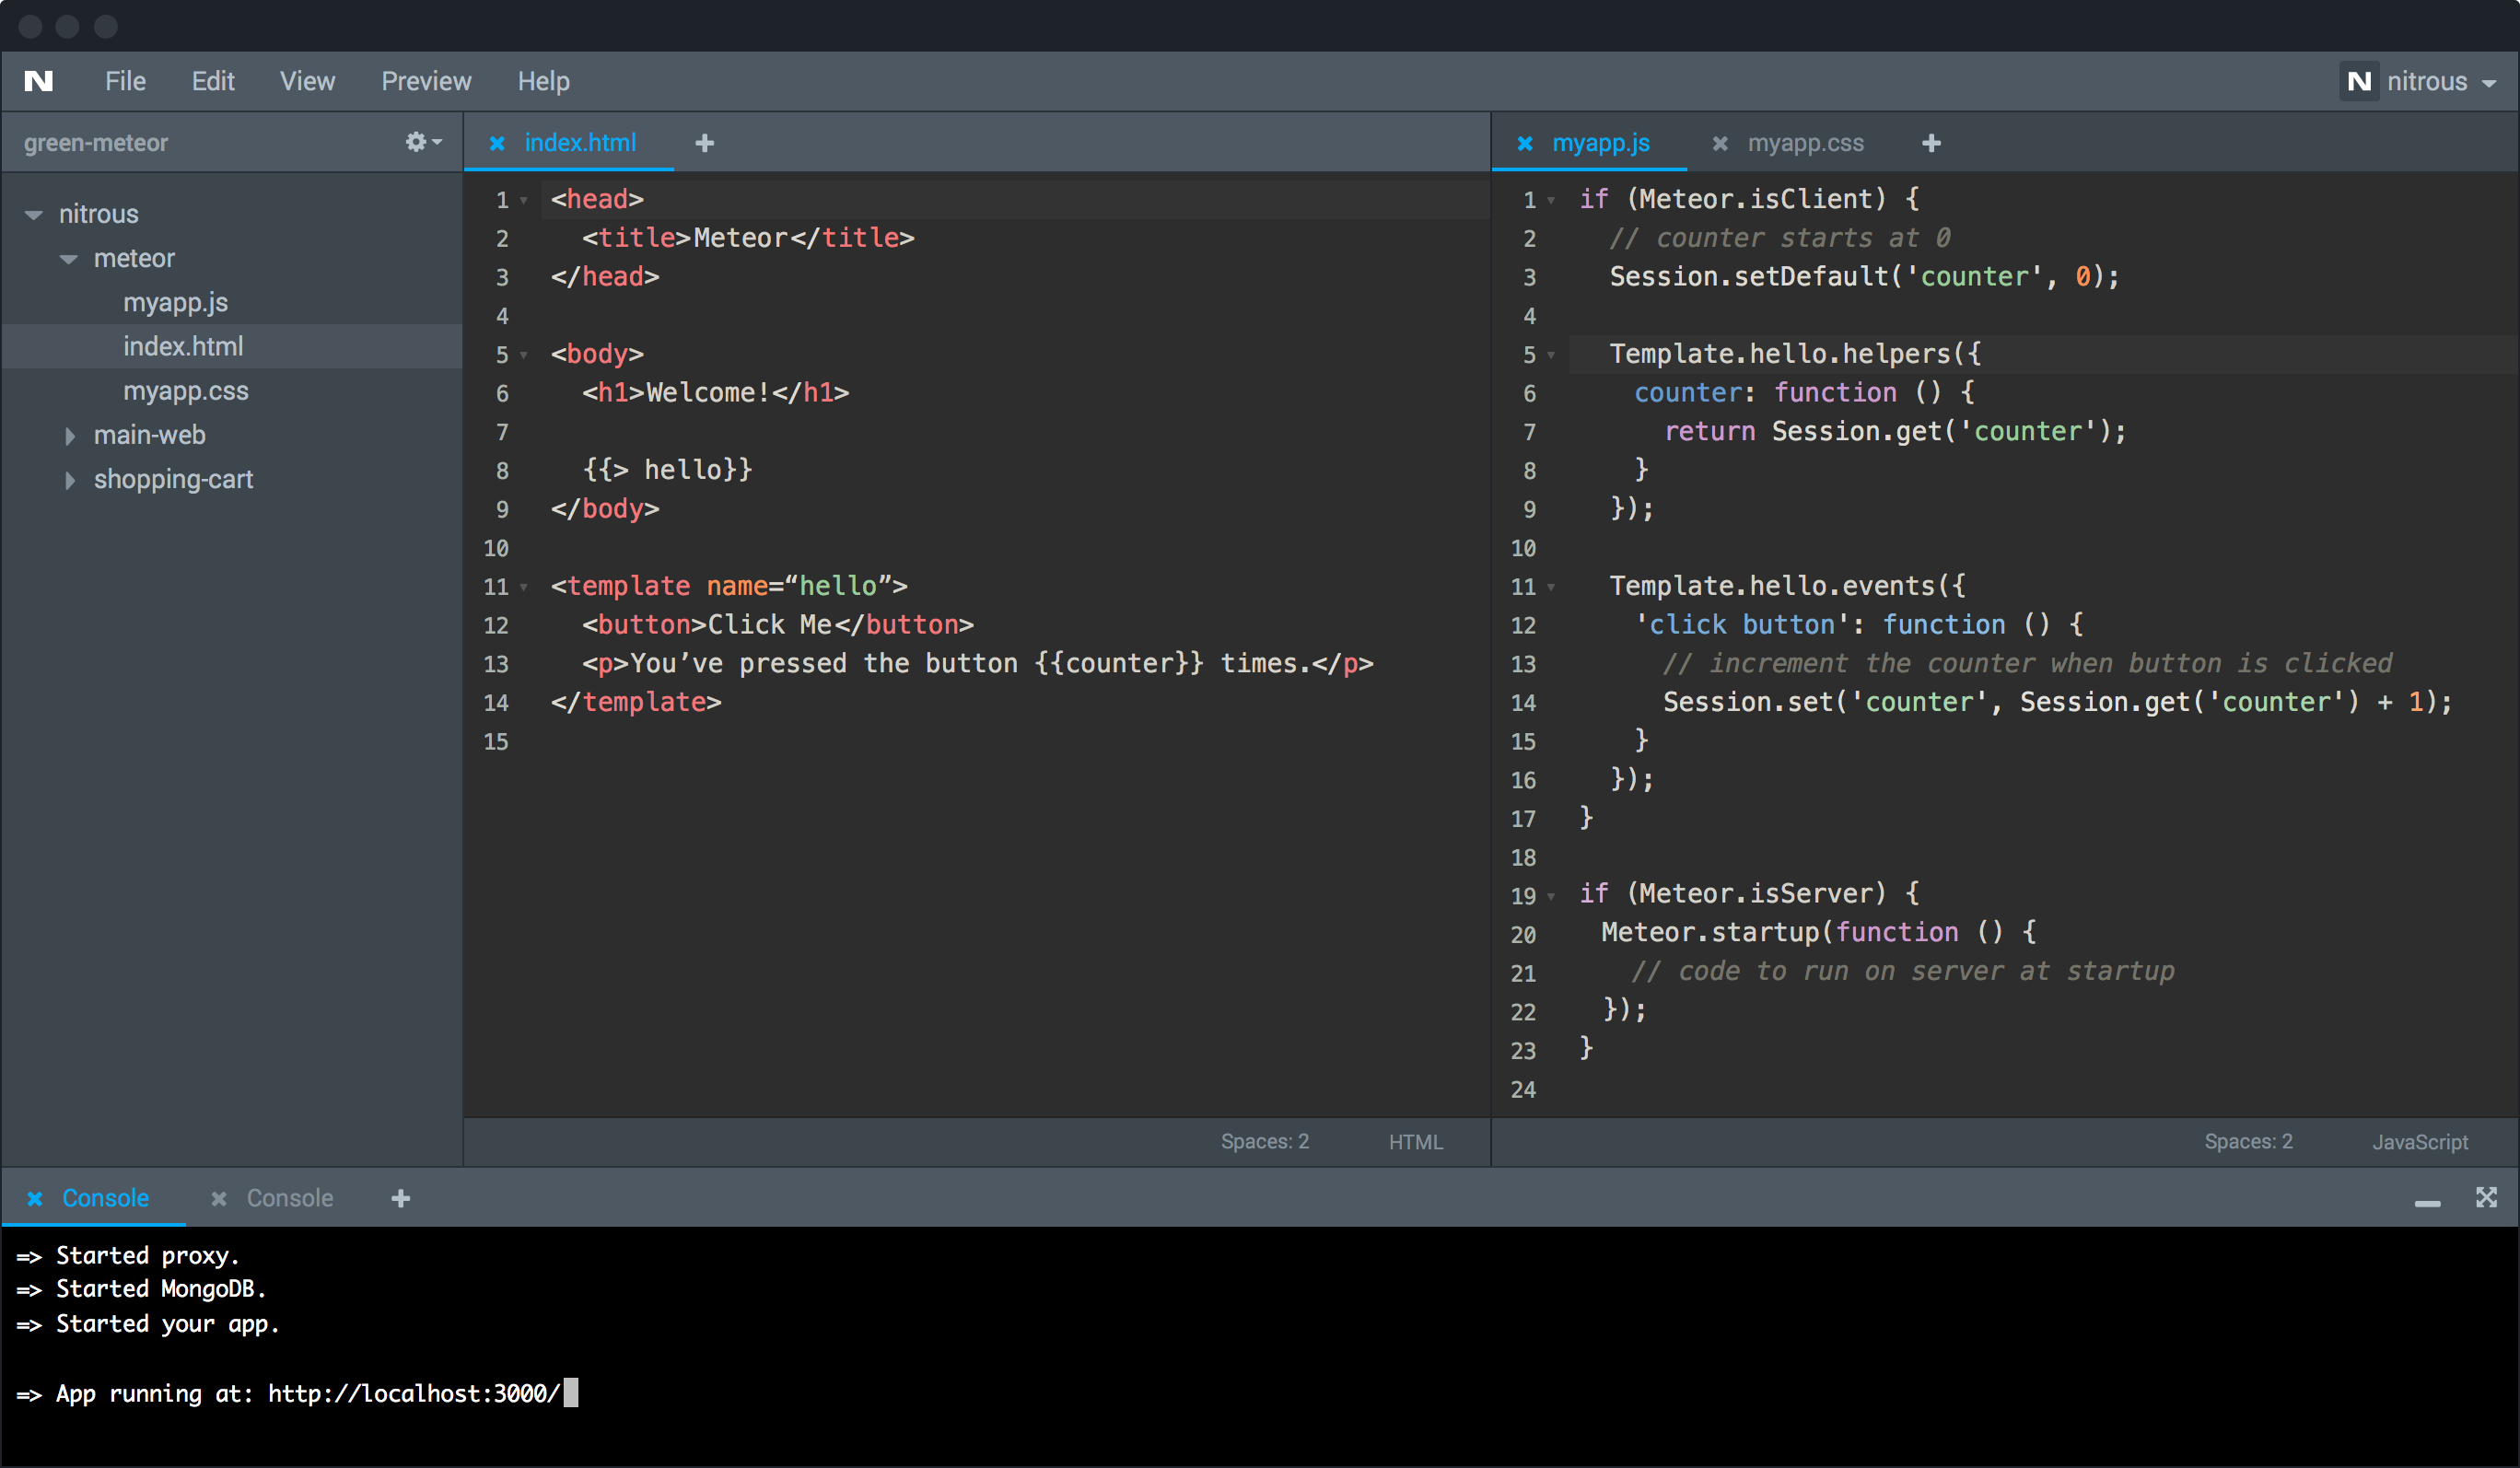 N File Edit View Preview Help N nitrous
green-meteor
nitrous
meteor
myapp.js
index.html
myapp.css
main-web
shopping-cart
index.html
1 <head>
2   <title>Meteor</title>
3 </head>
4
5 <body>
6   <h1>Welcome!</h1>
7
8   {{> hello}}
9 </body>
10
11 <template name=“hello”>
12   <button>Click Me</button>
13   <p>You’ve pressed the button {{counter}} times.</p>
14 </template>
15
Spaces: 2 HTML
myapp.js myapp.css
1 if (Meteor.isClient) {
2   // counter starts at 0
3   Session.setDefault('counter', 0);
4
5   Template.hello.helpers({
6     counter: function () {
7       return Session.get('counter');
8     }
9   });
10
11   Template.hello.events({
12     'click button': function () {
13       // increment the counter when button is clicked
14       Session.set('counter', Session.get('counter') + 1);
15     }
16   });
17 }
18
19 if (Meteor.isServer) {
20   Meteor.startup(function () {
21     // code to run on server at startup
22   });
23 }
24
Spaces: 2 JavaScript
Console Console
=> Started proxy.
=> Started MongoDB.
=> Started your app.
=> App running at: http://localhost:3000/